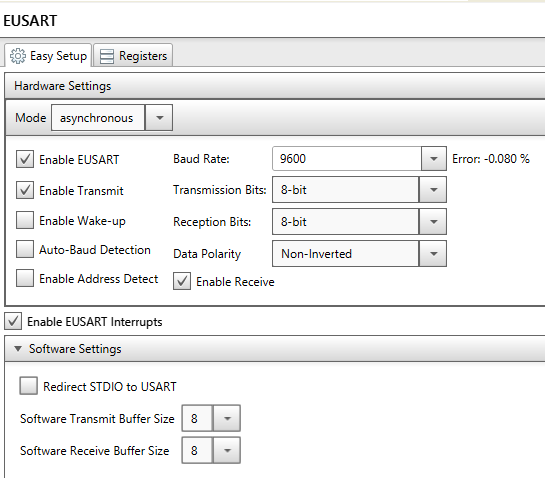 EUSART
Easy Setup Registers
Hardware Settings
Mode asynchronous
Enable EUSART Baud Rate: 9600 Error: -0.080 %
Enable Transmit Transmission Bits: 8-bit
Enable Wake-up Reception Bits: 8-bit
Auto-Baud Detection Data Polarity Non-Inverted
Enable Address Detect Enable Receive
Enable EUSART Interrupts
Software Settings
Redirect STDIO to USART
Software Transmit Buffer Size 8
Software Receive Buffer Size 8